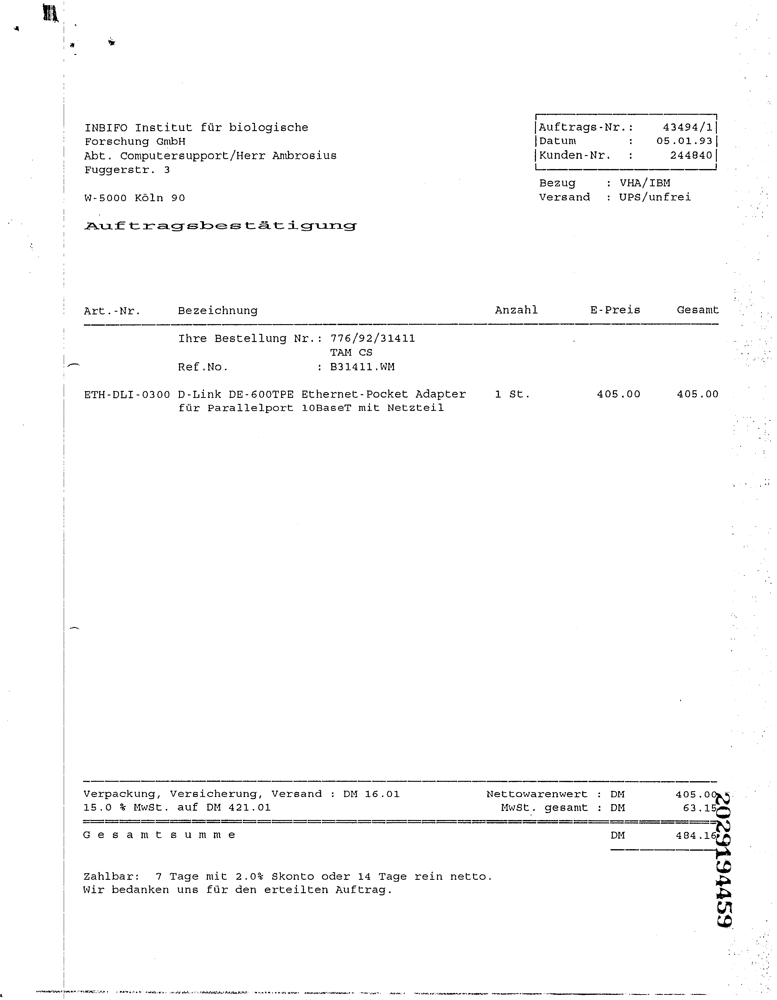 INBIFO Institut für biologische
Forschung GmbH
Abt. Computersupport/Herr Ambrosius
Fuggerstr. 3
W-5000 Köln 90
Auftrags-Nr.: 43494/1
Datum : 05.01.93
Kunden-Nr. : 244840
Bezug : VHA/IBM
Versand : UPS/unfrei
Auftragsbestätigung
Art.-Nr. Bezeichnung Anzahl E-Preis Gesamt
Ihre Bestellung Nr.: 776/92/31411
TAM CS
Ref.No. : B31411.WM
ETH-DLI-0300 D-Link DE-600TPE Ethernet-Pocket Adapter 1 St. 405.00 405.00
für Parallelport 10BaseT mit Netzteil
Verpackung, Versicherung, Versand : DM 16.01 Nettowarenwert : DM 405.00
15.0 % MwSt. auf DM 421.01 MwSt. gesamt : DM 63.15
G e s a m t s u m m e DM 484.16
Zahlbar: 7 Tage mit 2.0% Skonto oder 14 Tage rein netto.
Wir bedanken uns für den erteilten Auftrag.
2029194459